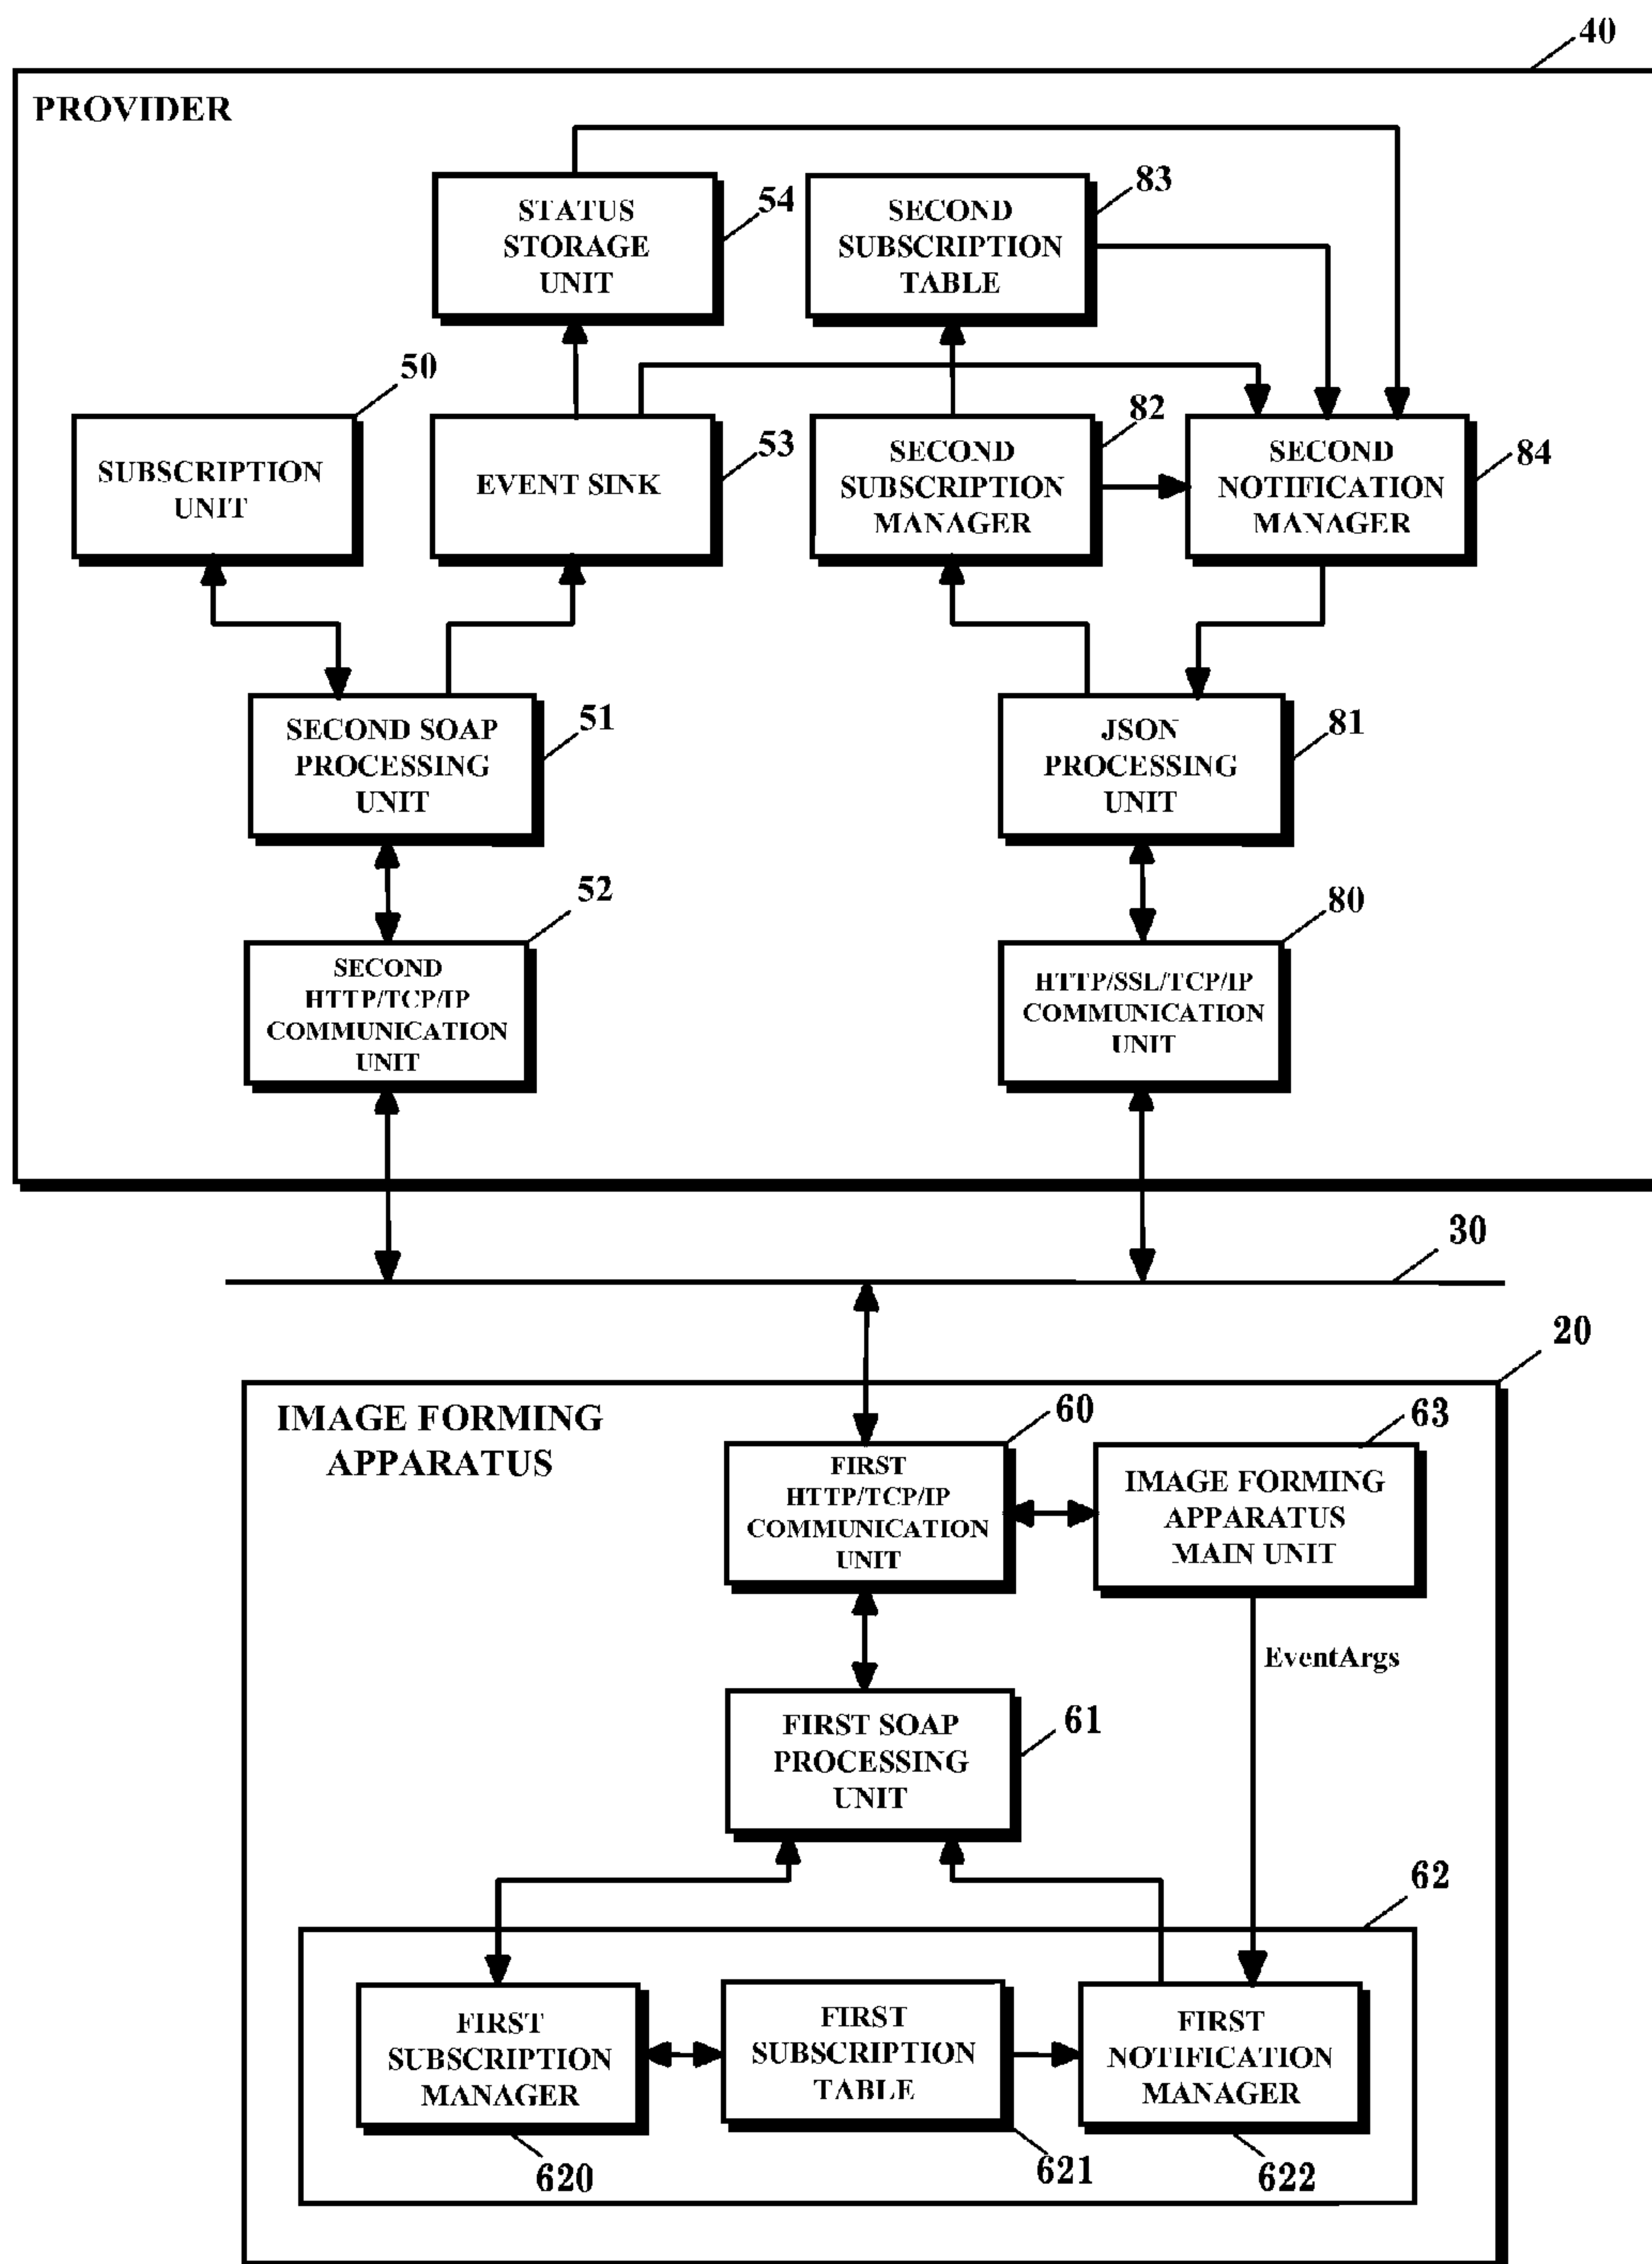 40
PROVIDER
STATUS
STORAGE
UNIT
54
SECOND
SUBSCRIPTION
TABLE
83
50
SUBSCRIPTION
UNIT
EVENT SINK
53
SECOND
SUBSCRIPTION
MANAGER
82
SECOND
NOTIFICATION
MANAGER
84
SECOND SOAP
PROCESSING
UNIT
51
JSON
PROCESSING
UNIT
81
SECOND
HTTP/TCP/IP
COMMUNICATION
UNIT
52
HTTP/SSL/TCP/IP
COMMUNICATION
UNIT
80
30
20
IMAGE FORMING
APPARATUS
FIRST
HTTP/TCP/IP
COMMUNICATION
UNIT
60
IMAGE FORMING
APPARATUS
MAIN UNIT
63
EventArgs
FIRST SOAP
PROCESSING
UNIT
61
62
FIRST
SUBSCRIPTION
MANAGER
620
FIRST
SUBSCRIPTION
TABLE
621
FIRST
NOTIFICATION
MANAGER
622